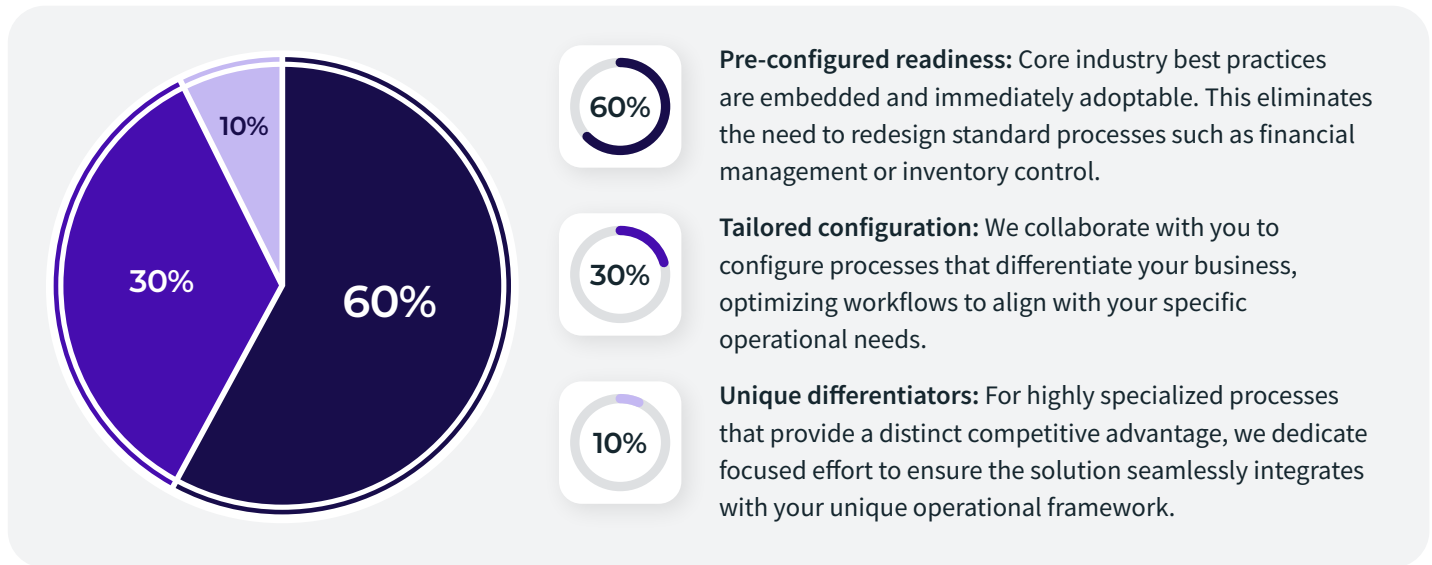 10%
30%
60%
60%
Pre-configured readiness: Core industry best practices
are embedded and immediately adoptable. This eliminates
the need to redesign standard processes such as financial
management or inventory control.
30%
Tailored configuration: We collaborate with you to
configure processes that differentiate your business,
optimizing workflows to align with your specific
operational needs.
10%
Unique differentiators: For highly specialized processes
that provide a distinct competitive advantage, we dedicate
focused effort to ensure the solution seamlessly integrates
with your unique operational framework.